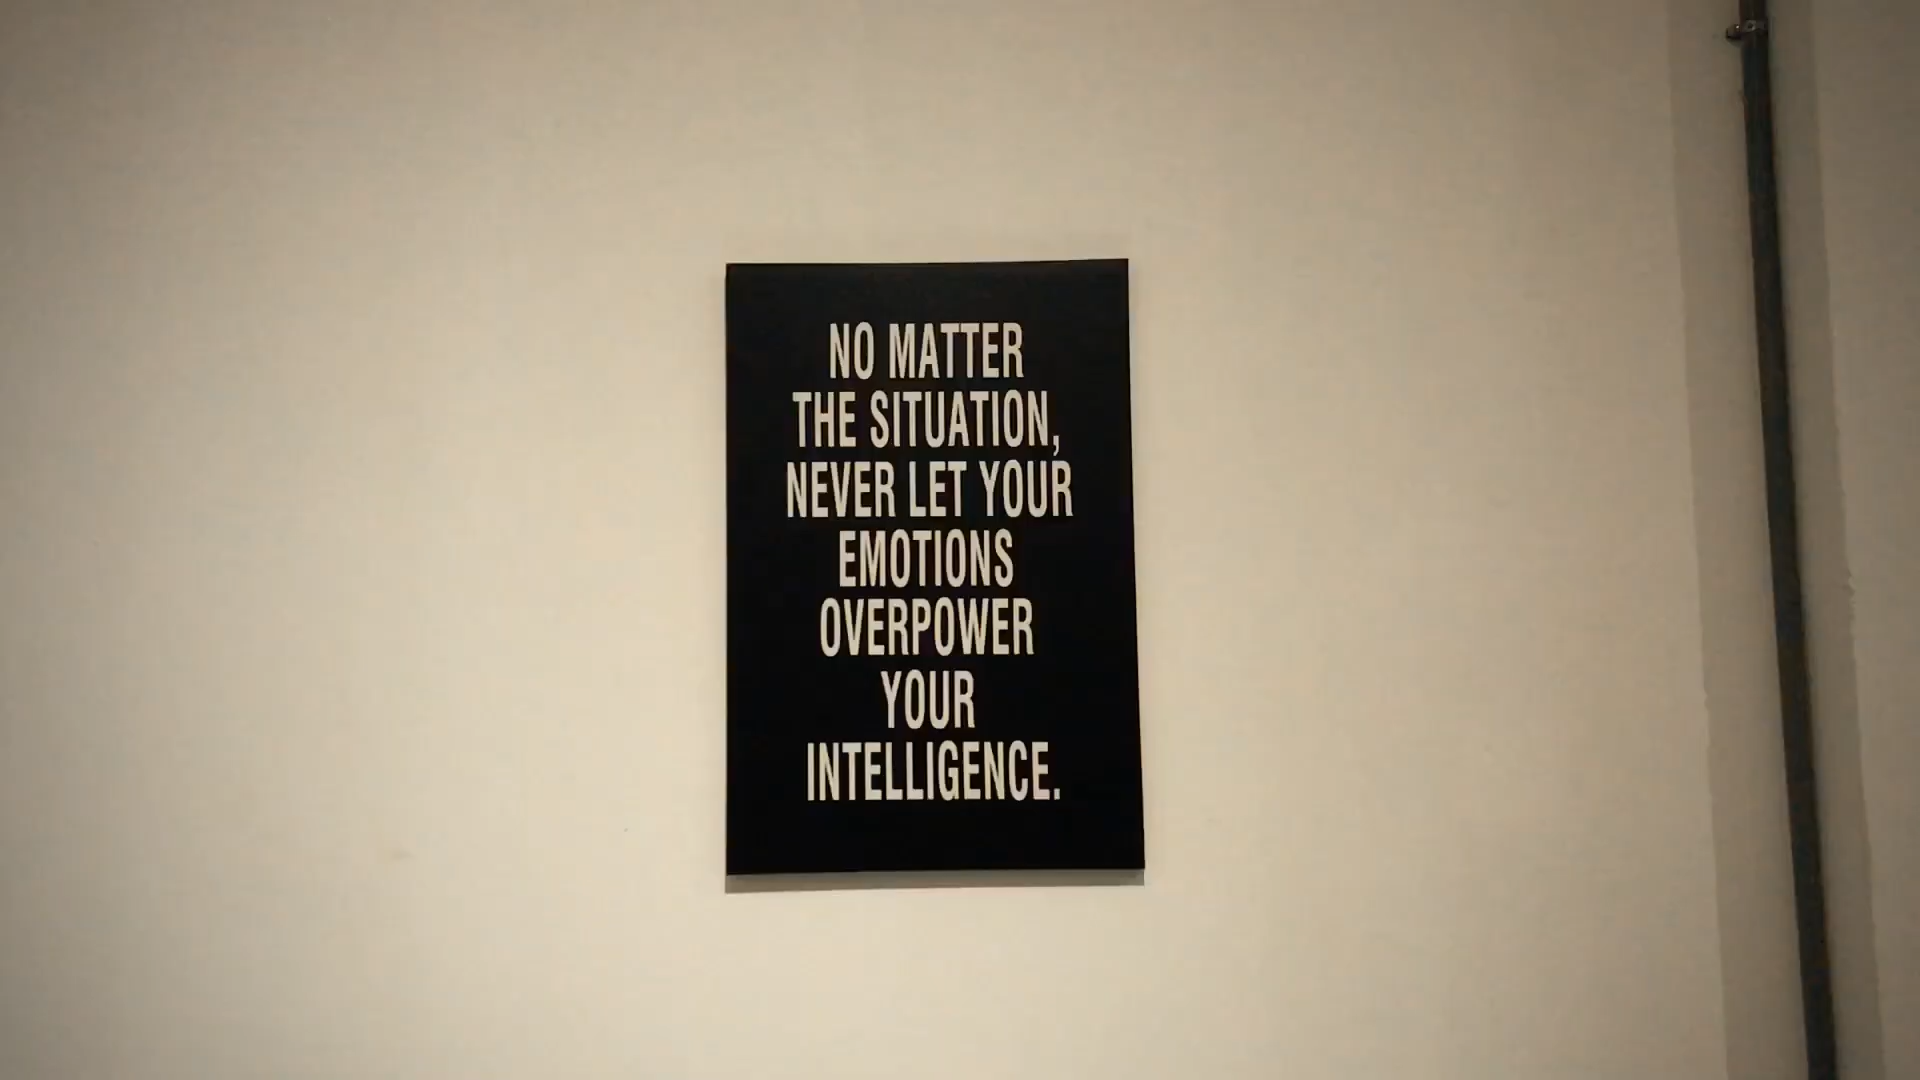 NO MATTER
THE SITUATION,
NEVER LET YOUR
EMOTIONS
OVERPOWER
YOUR
INTELLIGENCE.